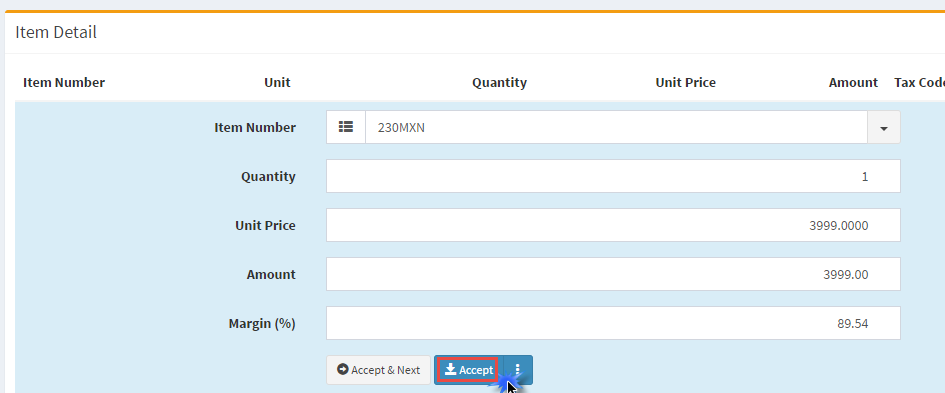 Item Detail
Item Number Unit Quantity Unit Price Amount Tax Code
Item Number 230MXN
Quantity 1
Unit Price 3999.0000
Amount 3999.00
Margin (%) 89.54
Accept & Next Accept